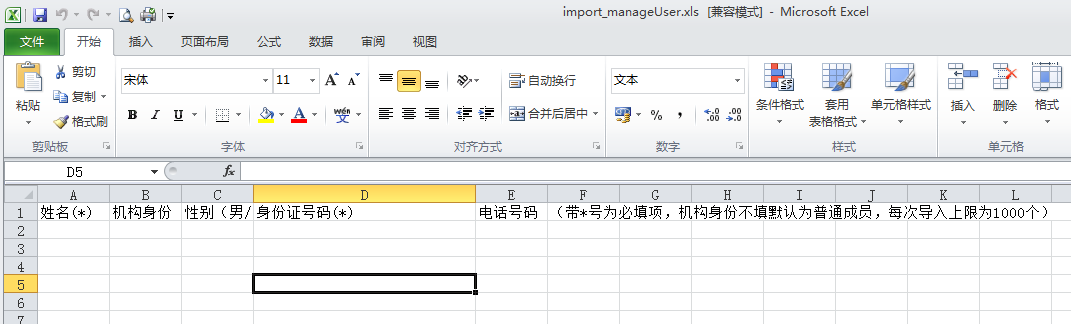 import_manageUser.xls [兼容模式] - Microsoft Excel
文件 开始 插入 页面布局 公式 数据 审阅 视图
粘贴 剪切 复制 格式刷 剪贴板
宋体 11 A A B I U A wén 文 字体
自动换行 合并后居中 对齐方式
文本 % , .00 .0 数字
条件格式 套用 表格格式 单元格样式 样式
插入 删除 格式 单元格
D5 fx
A B C D E F G H I J K L
1 姓名(*) 机构身份 性别（男/ 身份证号码(*) 电话号码 （带*号为必填项，机构身份不填默认为普通成员，每次导入上限为1000个）
2
3
4
5
6
7